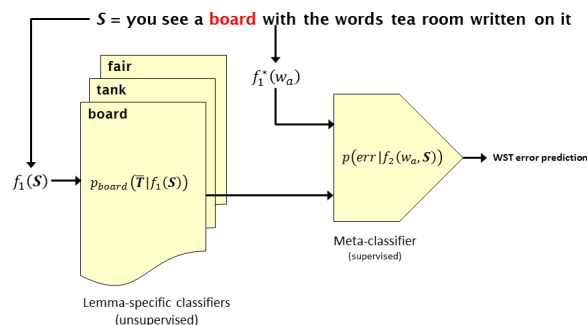 S = you see a board with the words tea room written on it
fair
tank
board
f₁*(wₐ)
f₁(S)
p_board(T̅|f₁(S))
p(err|f₂(wₐ,S))
WST error prediction
Meta-classifier
(supervised)
Lemma-specific classifiers
(unsupervised)